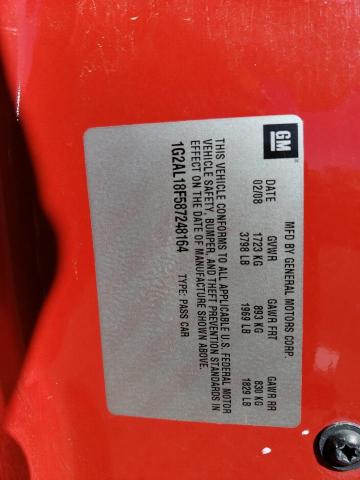 GM
MFD BY GENERAL MOTORS CORP.
DATE GVWR GAWR FRT GAWR RR
02/08 1723 KG 893 KG 830 KG
3798 LB 1969 LB 1829 LB
THIS VEHICLE CONFORMS TO ALL APPLICABLE U.S. FEDERAL MOTOR
VEHICLE SAFETY, BUMPER, AND THEFT PREVENTION STANDARDS IN
EFFECT ON THE DATE OF MANUFACTURE SHOWN ABOVE.
1G2AL18F587248164 TYPE: PASS CAR